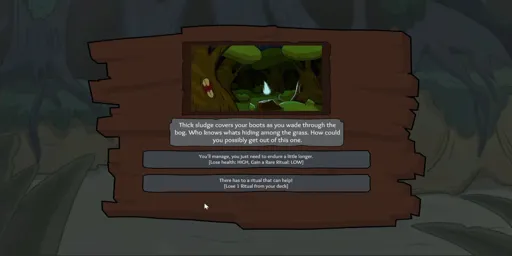 Thick sludge covers your boots as you wade through the
bog. Who knows whats hiding among the grass. How could
you possibly get out of this one.
You'll manage, you just need to endure a little longer.
[Lose health: HIGH, Gain a Rare Ritual: LOW]
There has to a ritual that can help!
[Lose 1 Ritual from your deck]